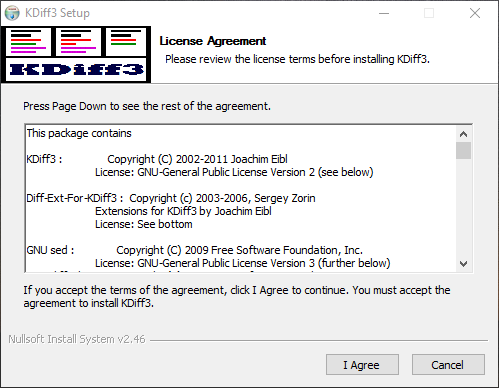 KDiff3 Setup
KDiff3
License Agreement
Please review the license terms before installing KDiff3.
Press Page Down to see the rest of the agreement.
This package contains
KDiff3 : Copyright (C) 2002-2011 Joachim Eibl
License: GNU-General Public License Version 2 (see below)
Diff-Ext-For-KDiff3 : Copyright (c) 2003-2006, Sergey Zorin
Extensions for KDiff3 by Joachim Eibl
License: See bottom
GNU sed : Copyright (C) 2009 Free Software Foundation, Inc.
License: GNU-General Public License Version 3 (further below)
If you accept the terms of the agreement, click I Agree to continue. You must accept the
agreement to install KDiff3.
Nullsoft Install System v2.46
I Agree
Cancel